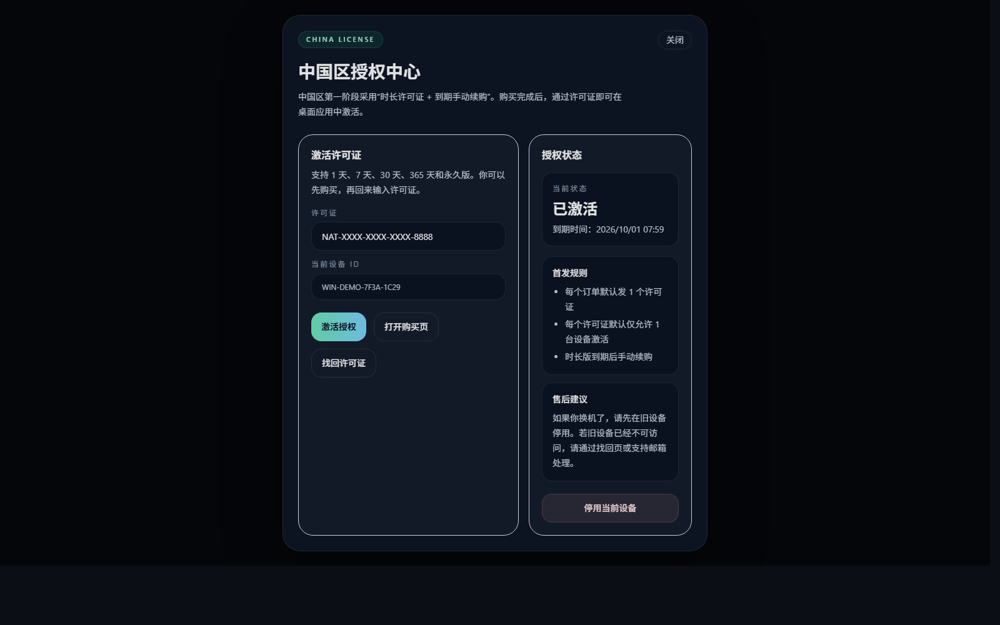 CHINA LICENSE
关闭
中国区授权中心
中国区第一阶段采用“时长许可证 + 到期手动续购”。购买完成后，通过许可证即可在
桌面应用中激活。
激活许可证
支持 1 天、7 天、30 天、365 天和永久版。你可以
先购买，再回来输入许可证。
许可证
NAT-XXXX-XXXX-XXXX-8888
当前设备 ID
WIN-DEMO-7F3A-1C29
激活授权
打开购买页
找回许可证
授权状态
当前状态
已激活
到期时间：2026/10/01 07:59
首发规则
每个订单默认发 1 个许可
证
每个许可证默认仅允许 1
台设备激活
时长版到期后手动续购
售后建议
如果你换机了，请先在旧设备
停用。若旧设备已经不可访
问，请通过找回页或支持邮箱
处理。
停用当前设备